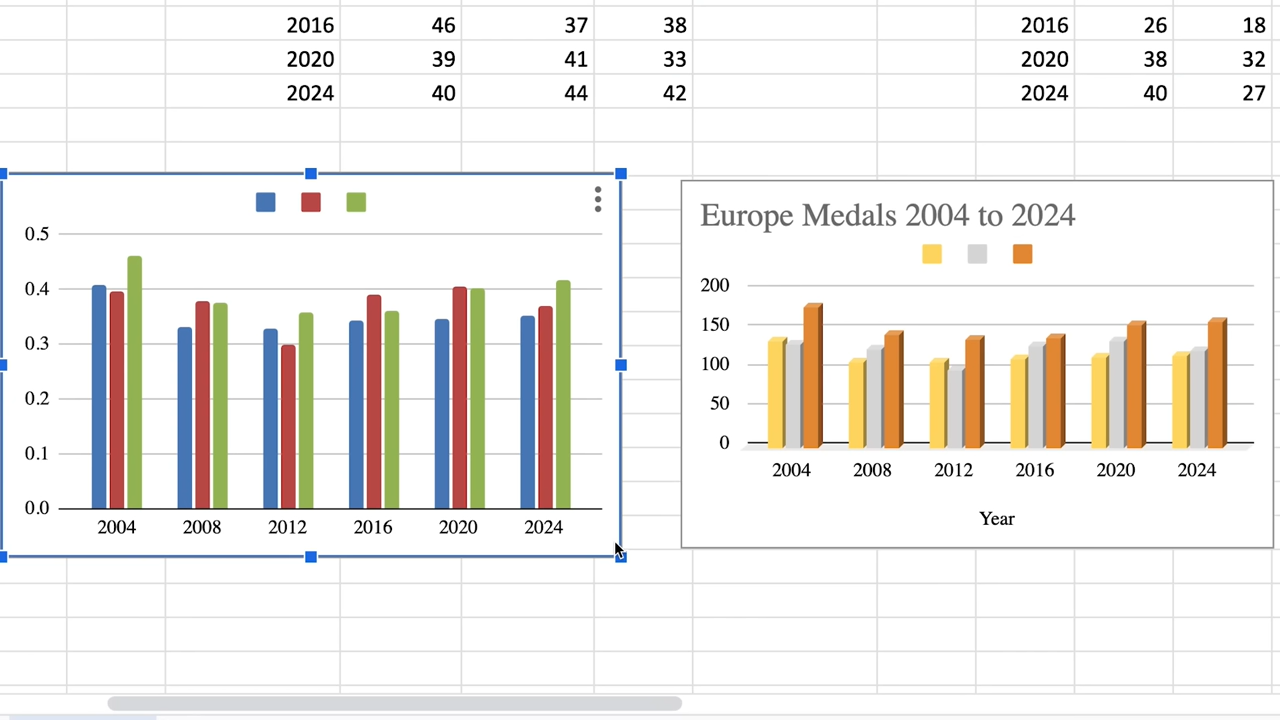 2016 46 37 38 2016 26 18
2020 39 41 33 2020 38 32
2024 40 44 42 2024 40 27
0.5
0.4
0.3
0.2
0.1
0.0
2004 2008 2012 2016 2020 2024
Europe Medals 2004 to 2024
200
150
100
50
0
2004 2008 2012 2016 2020 2024
Year